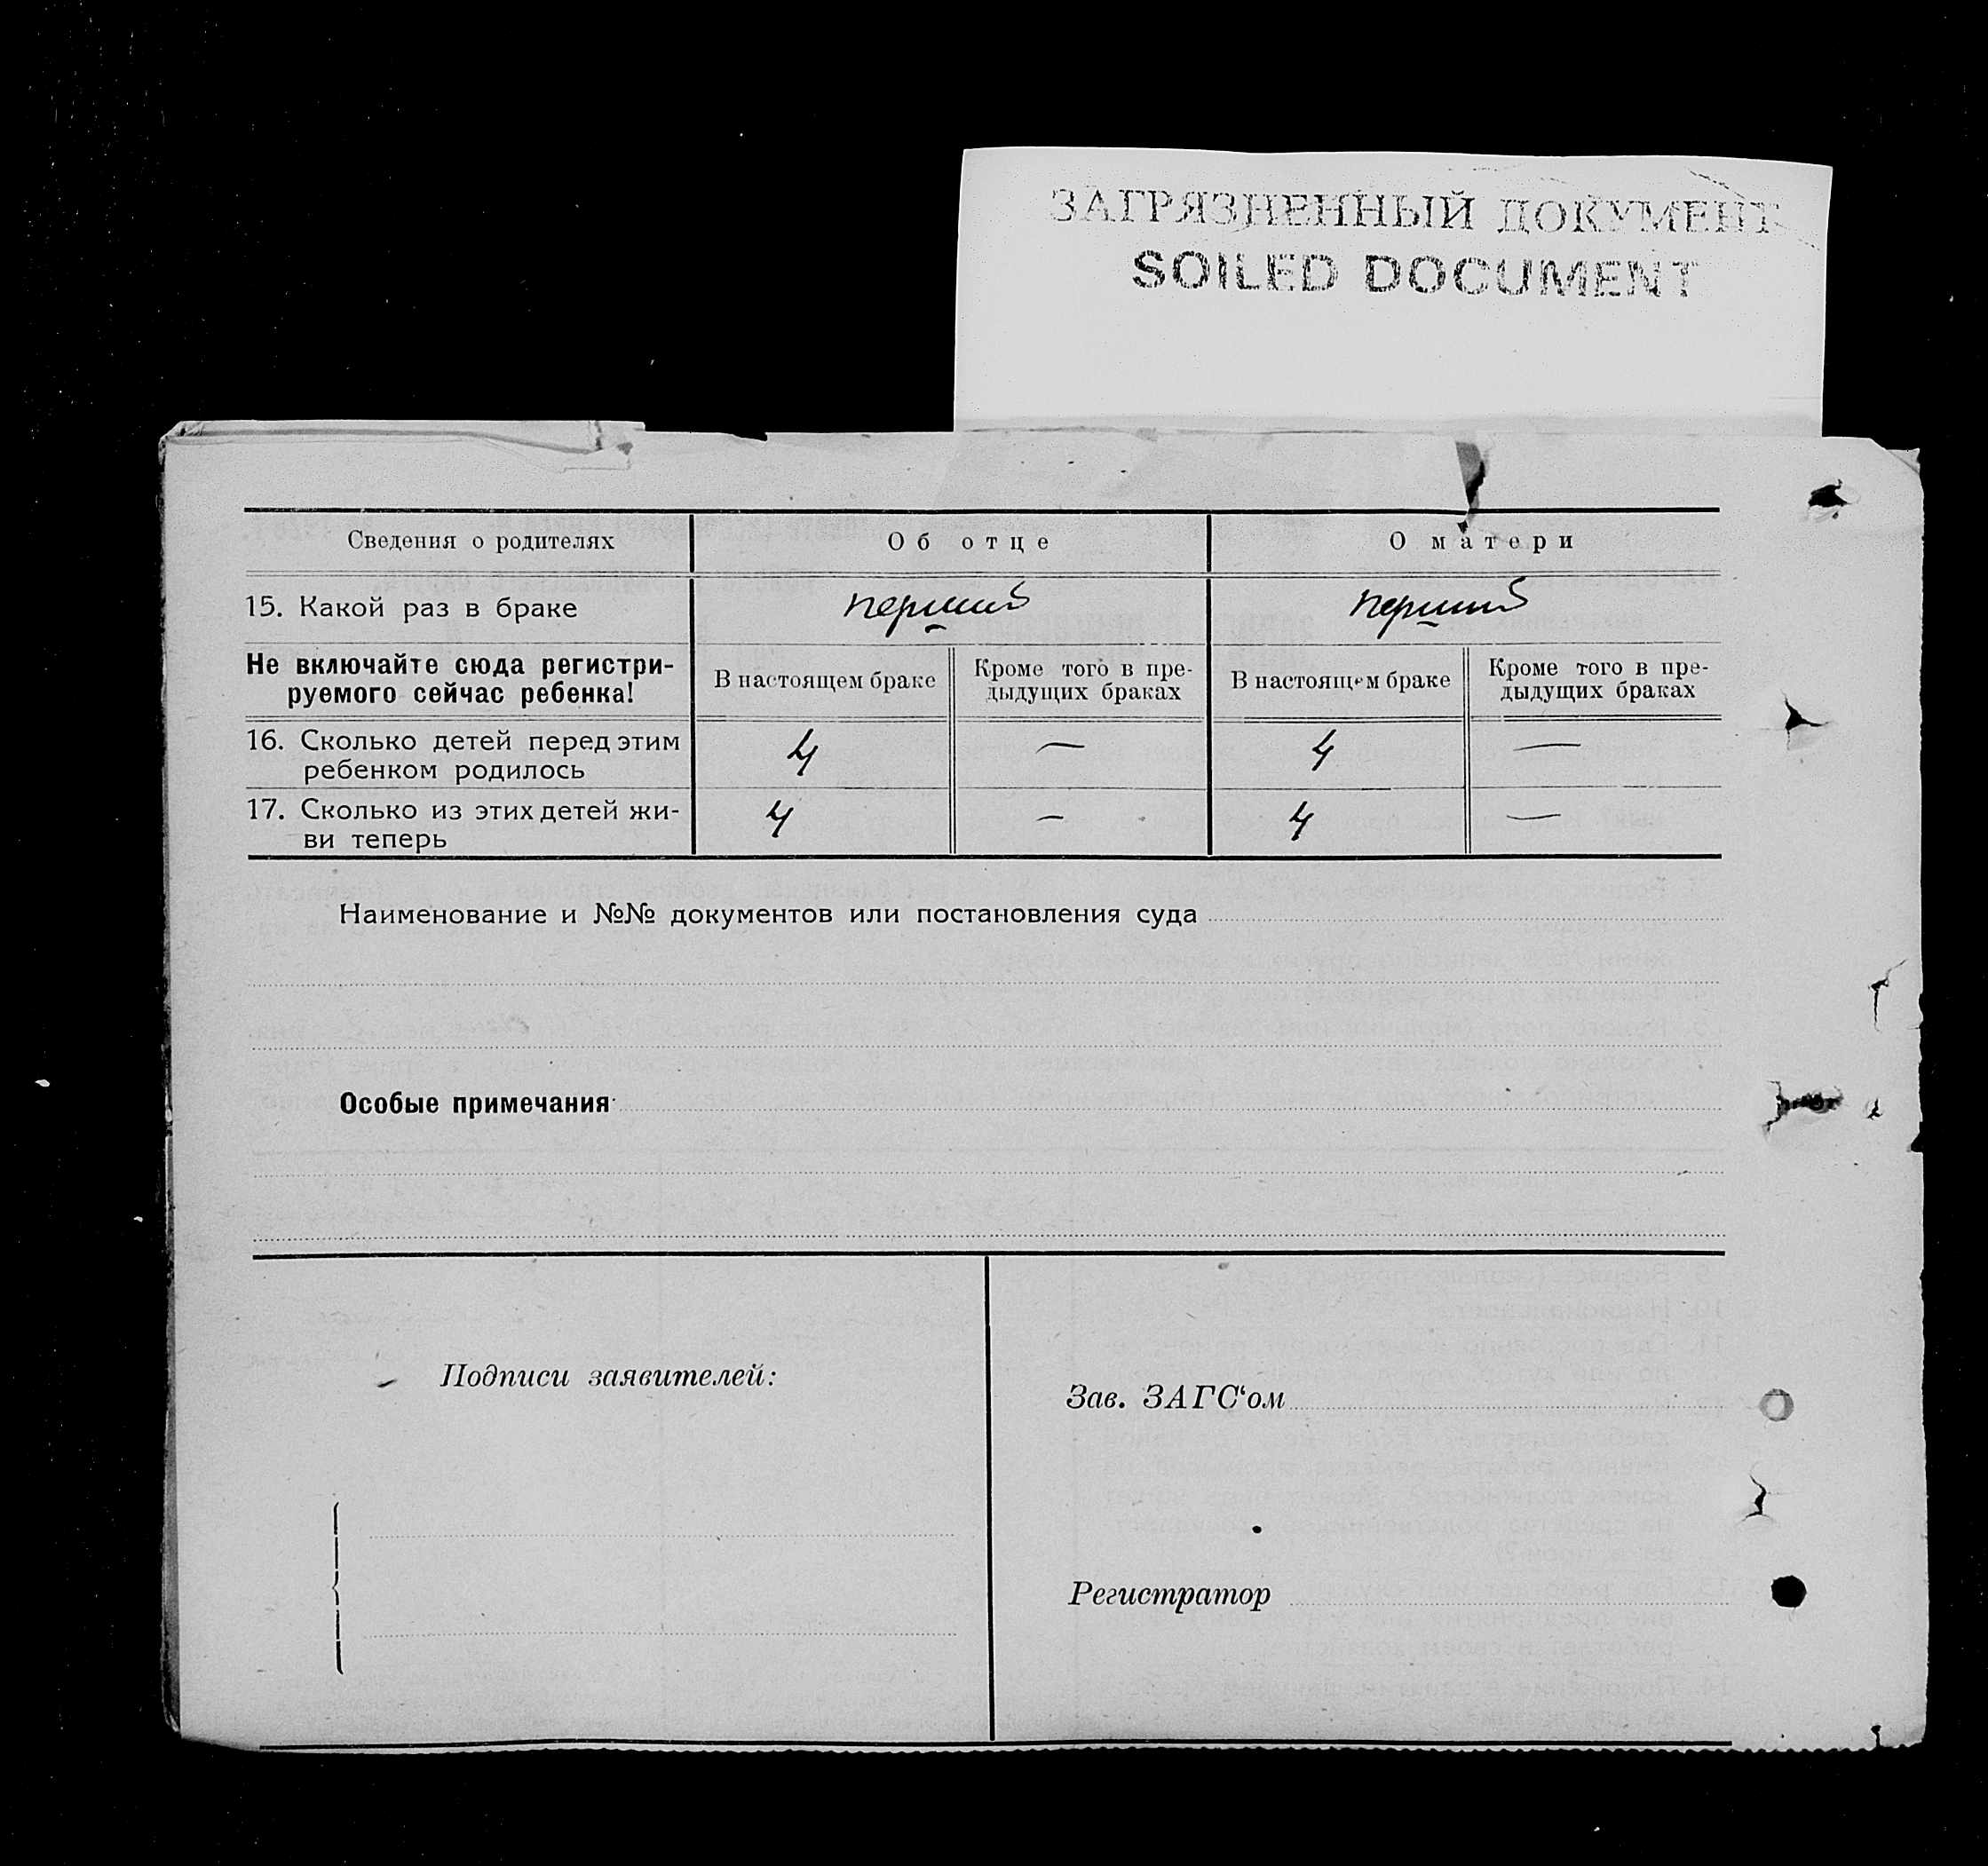 ЗАГРЯЗНЕННЫЙ ДОКУМЕНТ
SOILED DOCUMENT
Сведения о родителях
Об отце
О матери
15. Какой раз в браке
перший
перший
Не включайте сюда регистри-
руемого сейчас ребенка!
В настоящем браке
Кроме того в пре-
дыдущих браках
В настоящем браке
Кроме того в пре-
дыдущих браках
16. Сколько детей перед этим
ребенком родилось
4
—
4
—
17. Сколько из этих детей жи-
ви теперь
4
—
4
—
Наименование и №№ документов или постановления суда
Особые примечания
Подписи заявителей:
Зав. ЗАГС‘ом
Регистратор